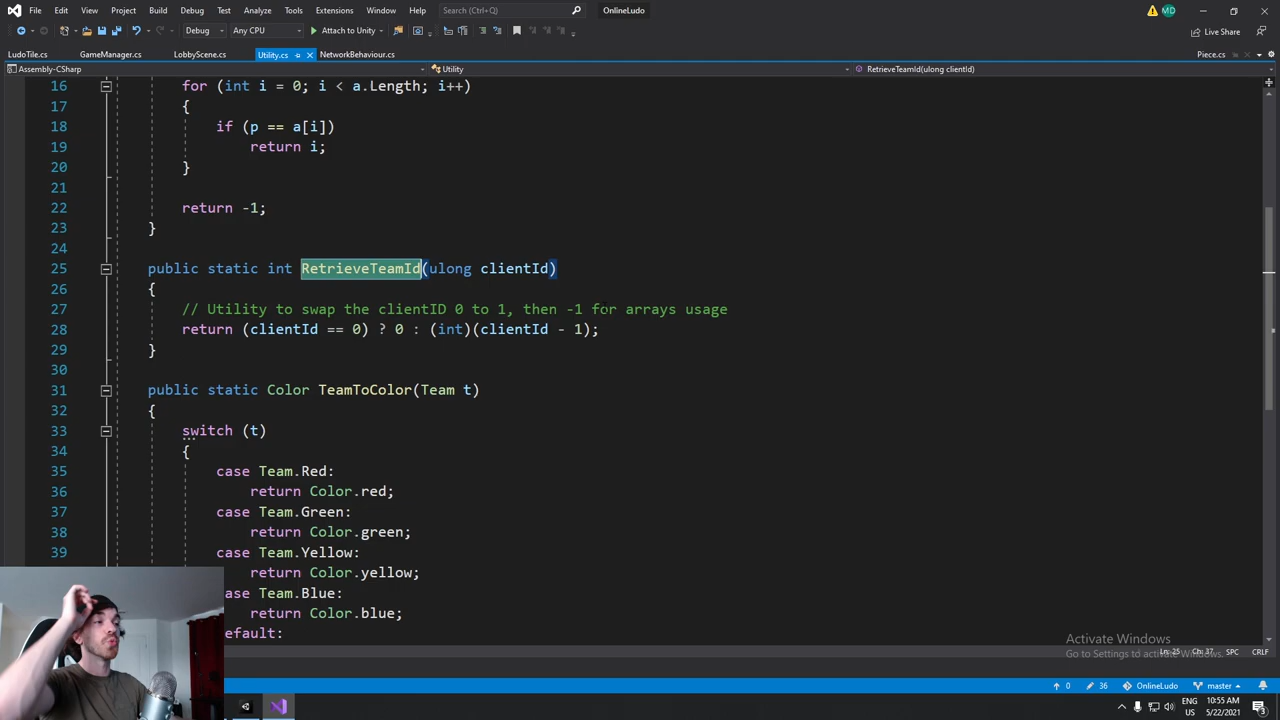 File Edit View Project Build Debug Test Analyze Tools Extensions Window Help Search (Ctrl+Q) OnlineLudo MD
Debug Any CPU Attach to Unity Live Share
LudoTile.cs GameManager.cs LobbyScene.cs Utility.cs NetworkBehaviour.cs Piece.cs
Assembly-CSharp Utility RetrieveTeamId(ulong clientId)
16 for (int i = 0; i < a.Length; i++)
17 {
18 if (p == a[i])
19 return i;
20 }
21
22 return -1;
23 }
24
25 public static int RetrieveTeamId(ulong clientId)
26 {
27 // Utility to swap the clientID 0 to 1, then -1 for arrays usage
28 return (clientId == 0) ? 0 : (int)(clientId - 1);
29 }
30
31 public static Color TeamToColor(Team t)
32 {
33 switch (t)
34 {
35 case Team.Red:
36 return Color.red;
37 case Team.Green:
38 return Color.green;
39 case Team.Yellow:
return Color.yellow;
case Team.Blue:
return Color.blue;
efault:
Activate Windows
Go to Settings to activate Windows.
Ln: 25 Ch: 37 SPC CRLF
0 36 OnlineLudo master
ENG 10:55 AM
US 5/22/2021 3